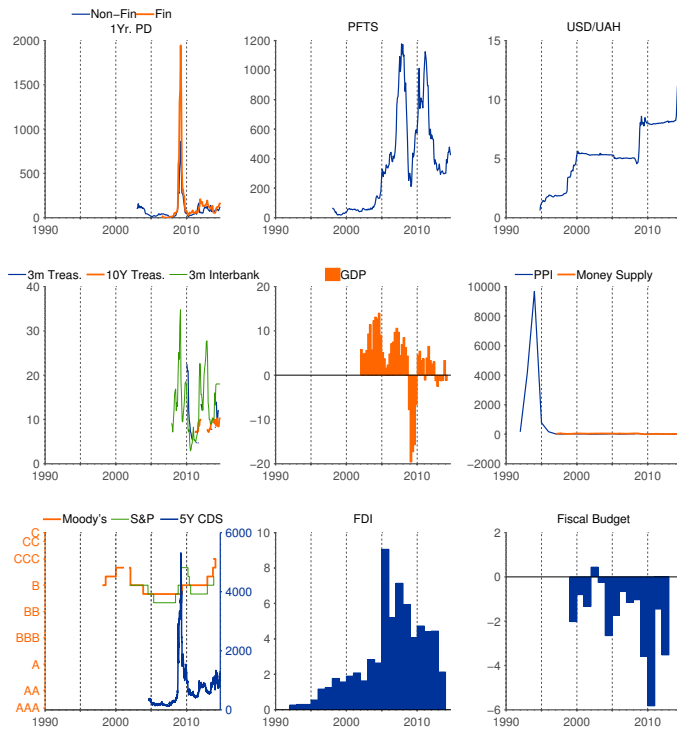 Non−Fin Fin
1Yr. PD
2000
1500
1000
500
0
1990 2000 2010
PFTS
1200
1000
800
600
400
200
0
1990 2000 2010
USD/UAH
15
10
5
0
1990 2000 2010
3m Treas. 10Y Treas. 3m Interbank
40
30
20
10
0
1990 2000 2010
GDP
20
10
0
−10
−20
1990 2000 2010
PPI Money Supply
10000
8000
6000
4000
2000
0
−2000
1990 2000 2010
Moody's S&P 5Y CDS
C
CC
CCC
B
BB
BBB
A
AA
AAA
6000
4000
2000
0
1990 2000 2010
FDI
10
8
6
4
2
0
1990 2000 2010
Fiscal Budget
2
0
−2
−4
−6
1990 2000 2010